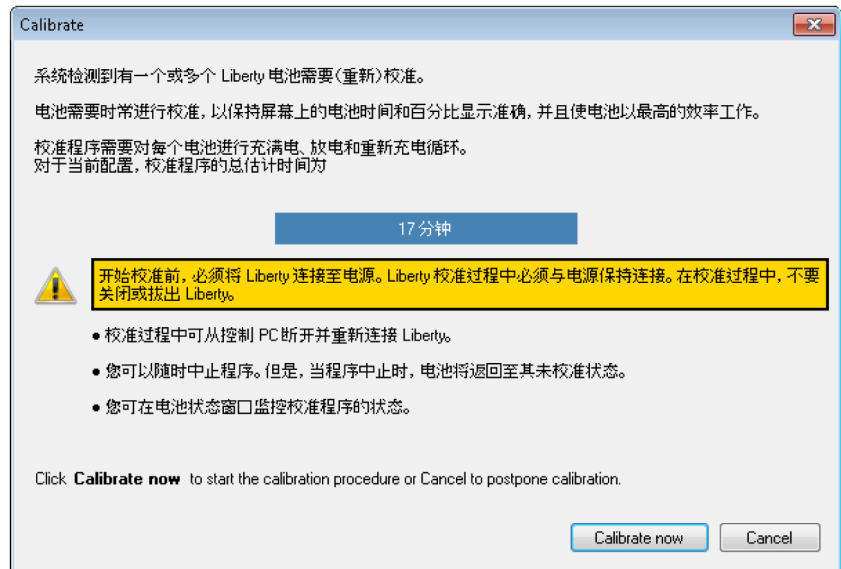 Calibrate
系统检测到有一个或多个 Liberty 电池需要(重新)校准。
电池需要时常进行校准, 以保持屏幕上的电池时间和百分比显示准确, 并且使电池以最高的效率工作。
校准程序需要对每个电池进行充满电、放电和重新充电循环。
对于当前配置, 校准程序的总估计时间为
17分钟
开始校准前, 必须将 Liberty 连接至电源。Liberty 校准过程中必须与电源保持连接。在校准过程中, 不要
关闭或拔出 Liberty。
● 校准过程中可从控制 PC 断开并重新连接 Liberty。
● 您可以随时中止程序。但是, 当程序中止时, 电池将返回至其未校准状态。
● 您可在电池状态窗口监控校准程序的状态。
Click Calibrate now to start the calibration procedure or Cancel to postpone calibration.
Calibrate now
Cancel